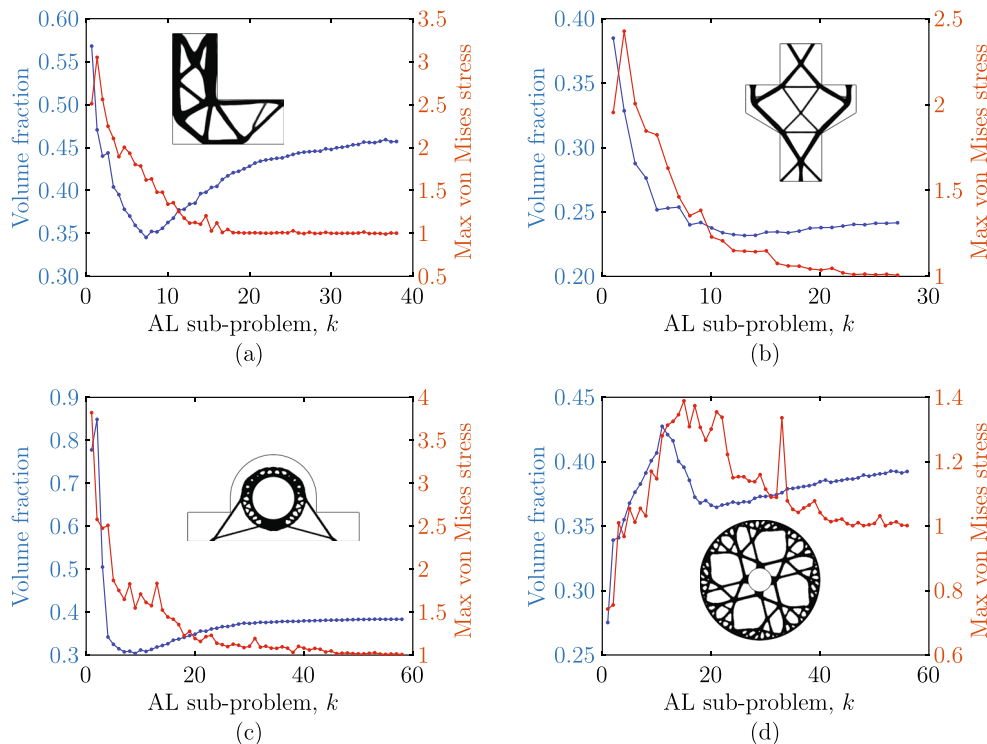 0.60
0.55
0.50
0.45
0.40
0.35
0.30
Volume fraction
3.5
3
2.5
2
1.5
1
0.5
Max von Mises stress
0 10 20 30 40
AL sub-problem, k
(a)
0.40
0.35
0.30
0.25
0.20
Volume fraction
2.5
2
1.5
1
Max von Mises stress
0 10 20 30
AL sub-problem, k
(b)
0.9
0.8
0.7
0.6
0.5
0.4
0.3
Volume fraction
4
3.5
3
2.5
2
1.5
1
Max von Mises stress
0 20 40 60
AL sub-problem, k
(c)
0.45
0.40
0.35
0.30
0.25
Volume fraction
1.4
1.2
1
0.8
0.6
Max von Mises stress
0 20 40 60
AL sub-problem, k
(d)